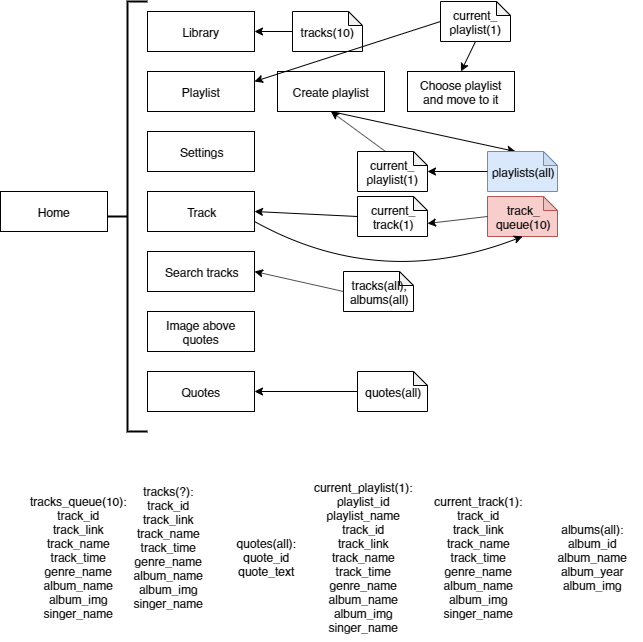 current_
playlist(1)
Library
tracks(10)
Playlist
Create playlist
Choose playlist
and move to it
Settings
current_
playlist(1)
playlists(all)
Home
Track
current_
track(1)
track_
queue(10)
Search tracks
tracks(all),
albums(all)
Image above
quotes
Quotes
quotes(all)
tracks_queue(10):
track_id
track_link
track_name
track_time
genre_name
album_name
album_img
singer_name
tracks(?):
track_id
track_link
track_name
track_time
genre_name
album_name
album_img
singer_name
quotes(all):
quote_id
quote_text
current_playlist(1):
playlist_id
playlist_name
track_id
track_link
track_name
track_time
genre_name
album_name
album_img
singer_name
current_track(1):
track_id
track_link
track_name
track_time
genre_name
album_name
album_img
singer_name
albums(all):
album_id
album_name
album_year
album_img